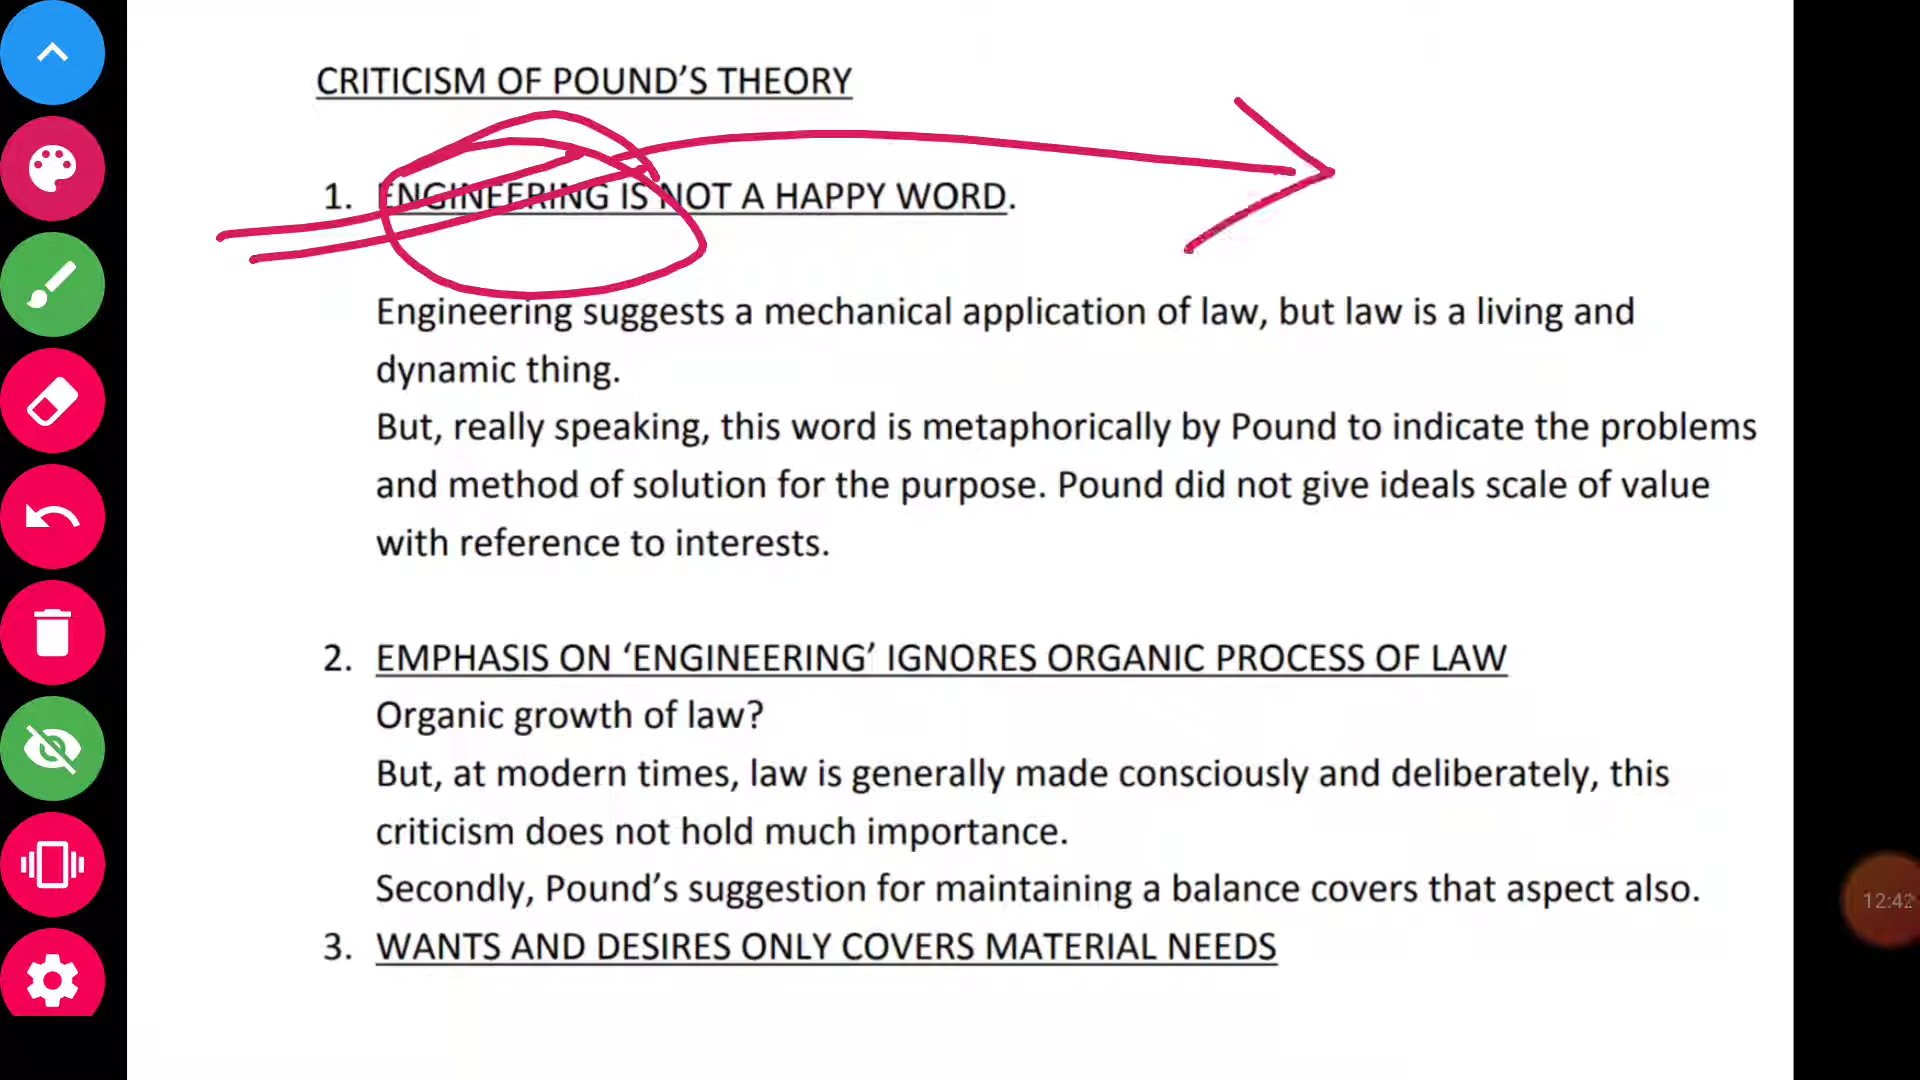 CRITICISM OF POUND’S THEORY
1. ENGINEERING IS NOT A HAPPY WORD.
Engineering suggests a mechanical application of law, but law is a living and
dynamic thing.
But, really speaking, this word is metaphorically by Pound to indicate the problems
and method of solution for the purpose. Pound did not give ideals scale of value
with reference to interests.
2. EMPHASIS ON ‘ENGINEERING’ IGNORES ORGANIC PROCESS OF LAW
Organic growth of law?
But, at modern times, law is generally made consciously and deliberately, this
criticism does not hold much importance.
Secondly, Pound’s suggestion for maintaining a balance covers that aspect also.
3. WANTS AND DESIRES ONLY COVERS MATERIAL NEEDS
12:42